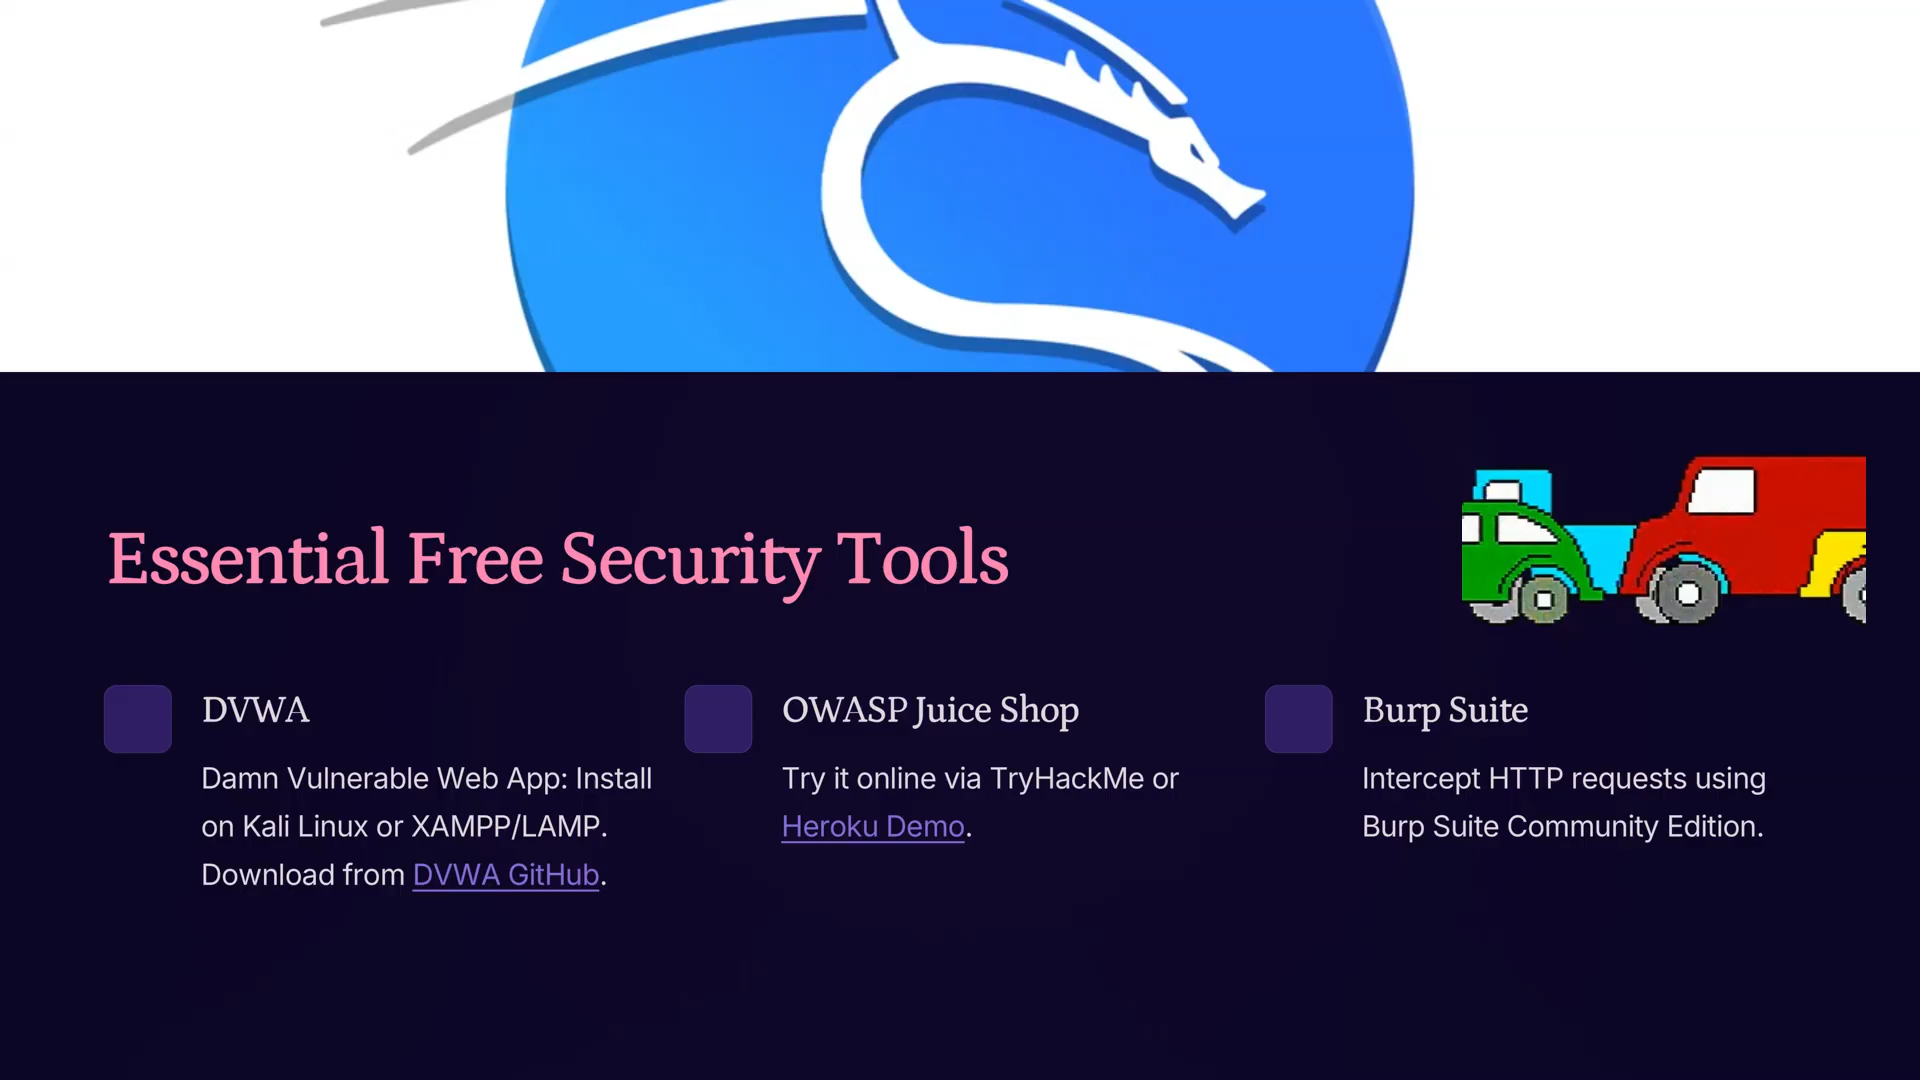 Essential Free Security Tools
DVWA
Damn Vulnerable Web App: Install
on Kali Linux or XAMPP/LAMP.
Download from DVWA GitHub.
OWASP Juice Shop
Try it online via TryHackMe or
Heroku Demo.
Burp Suite
Intercept HTTP requests using
Burp Suite Community Edition.